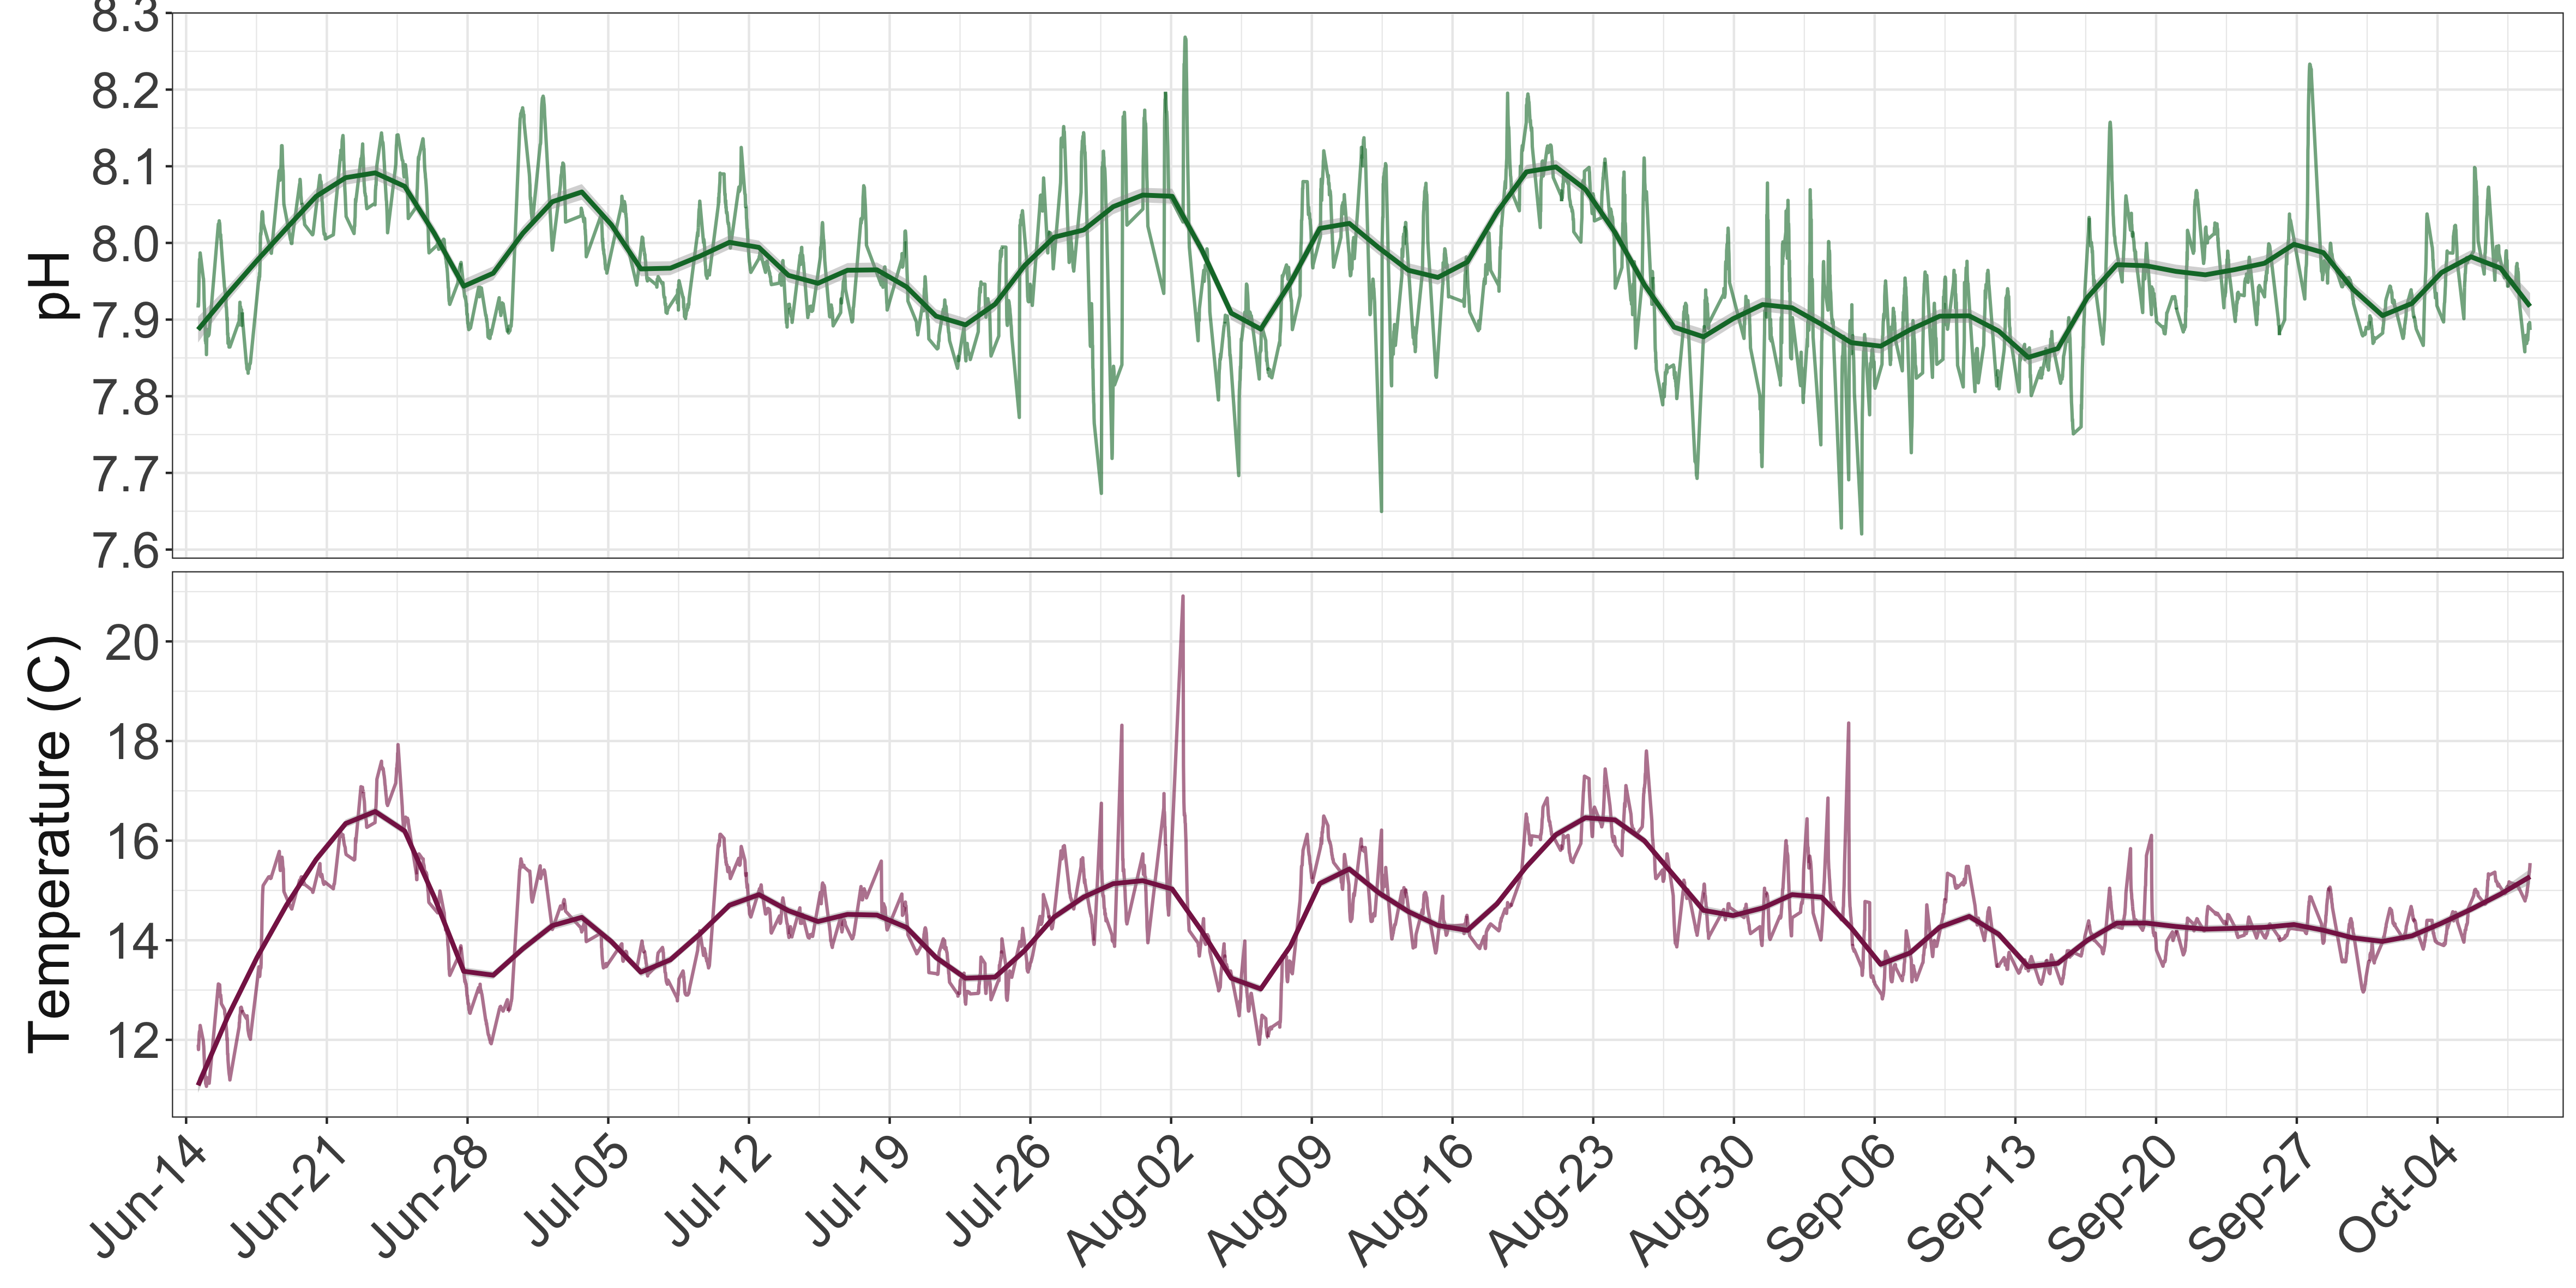 pH
8.3
8.2
8.1
8.0
7.9
7.8
7.7
7.6
Temperature (C)
20
18
16
14
12
Jun-14
Jun-21
Jun-28
Jul-05
Jul-12
Jul-19
Jul-26
Aug-02
Aug-09
Aug-16
Aug-23
Aug-30
Sep-06
Sep-13
Sep-20
Sep-27
Oct-04